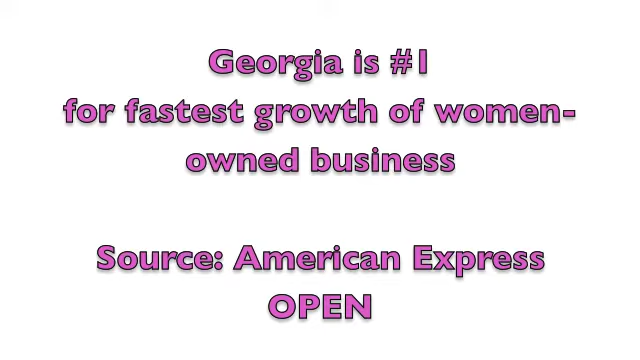 Georgia is #1
for fastest growth of women-
owned business
Source: American Express
OPEN